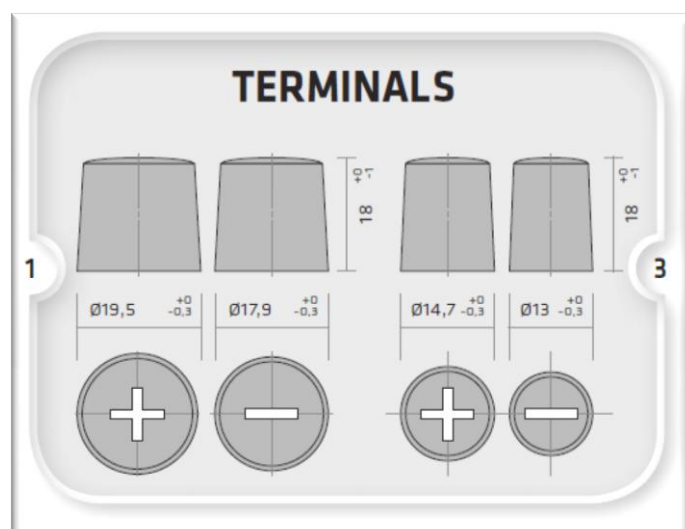 TERMINALS
18 +0 -1
18 +0 -1
1
3
Ø19,5 +0 -0,3
Ø17,9 +0 -0,3
Ø14,7 +0 -0,3
Ø13 +0 -0,3